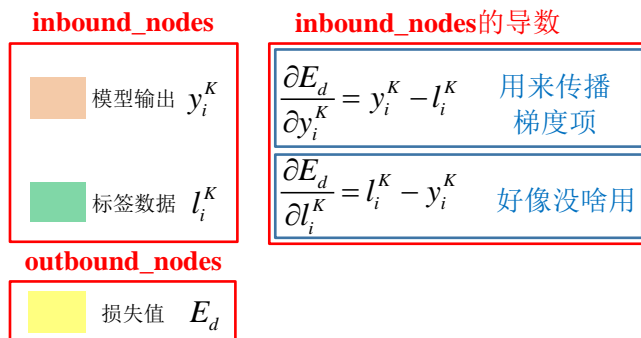 inbound_nodes
模型输出 y_i^K
标签数据 l_i^K
outbound_nodes
损失值 E_d
inbound_nodes的导数
∂E_d/∂y_i^K = y_i^K − l_i^K
用来传播
梯度项
∂E_d/∂l_i^K = l_i^K − y_i^K
好像没啥用